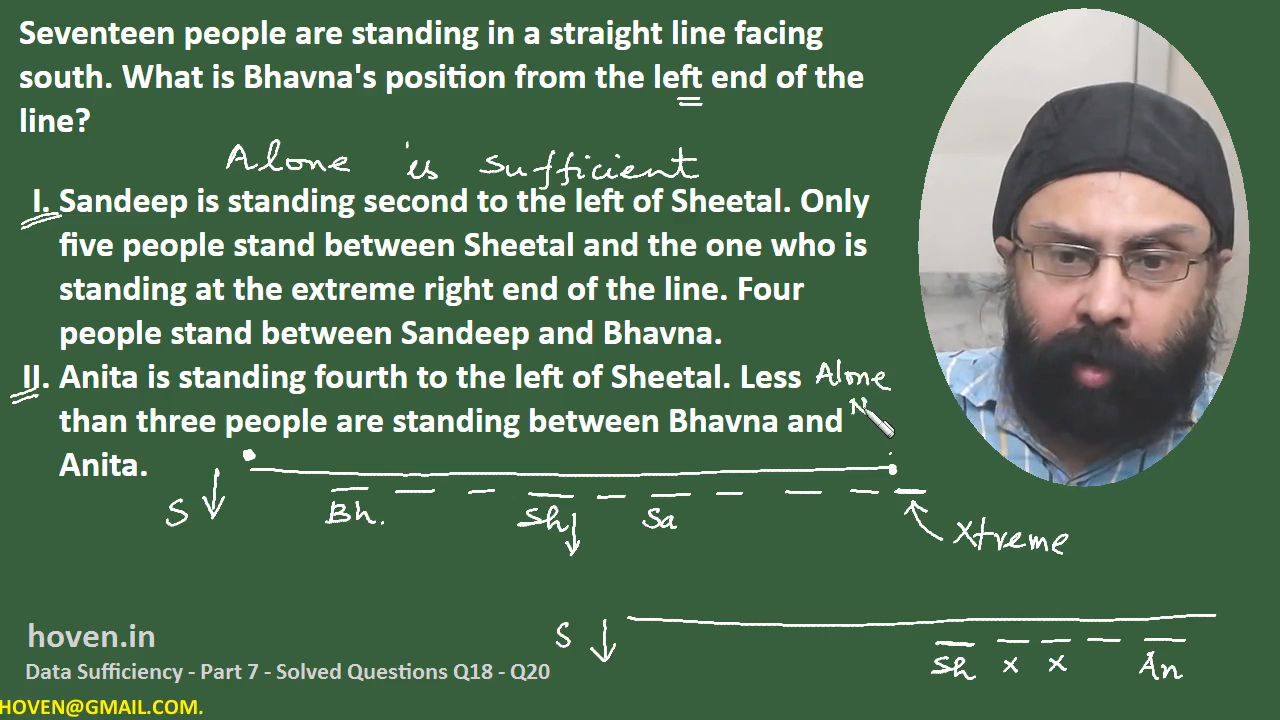 Seventeen people are standing in a straight line facing
south. What is Bhavna's position from the left end of the
line?
Alone is sufficient
I. Sandeep is standing second to the left of Sheetal. Only
five people stand between Sheetal and the one who is
standing at the extreme right end of the line. Four
people stand between Sandeep and Bhavna.
II. Anita is standing fourth to the left of Sheetal. Less Alone
than three people are standing between Bhavna and N
Anita.
S
Bh. Sh Sa
Xtreme
S
Sh x x An
hoven.in
Data Sufficiency - Part 7 - Solved Questions Q18 - Q20
HOVEN@GMAIL.COM.